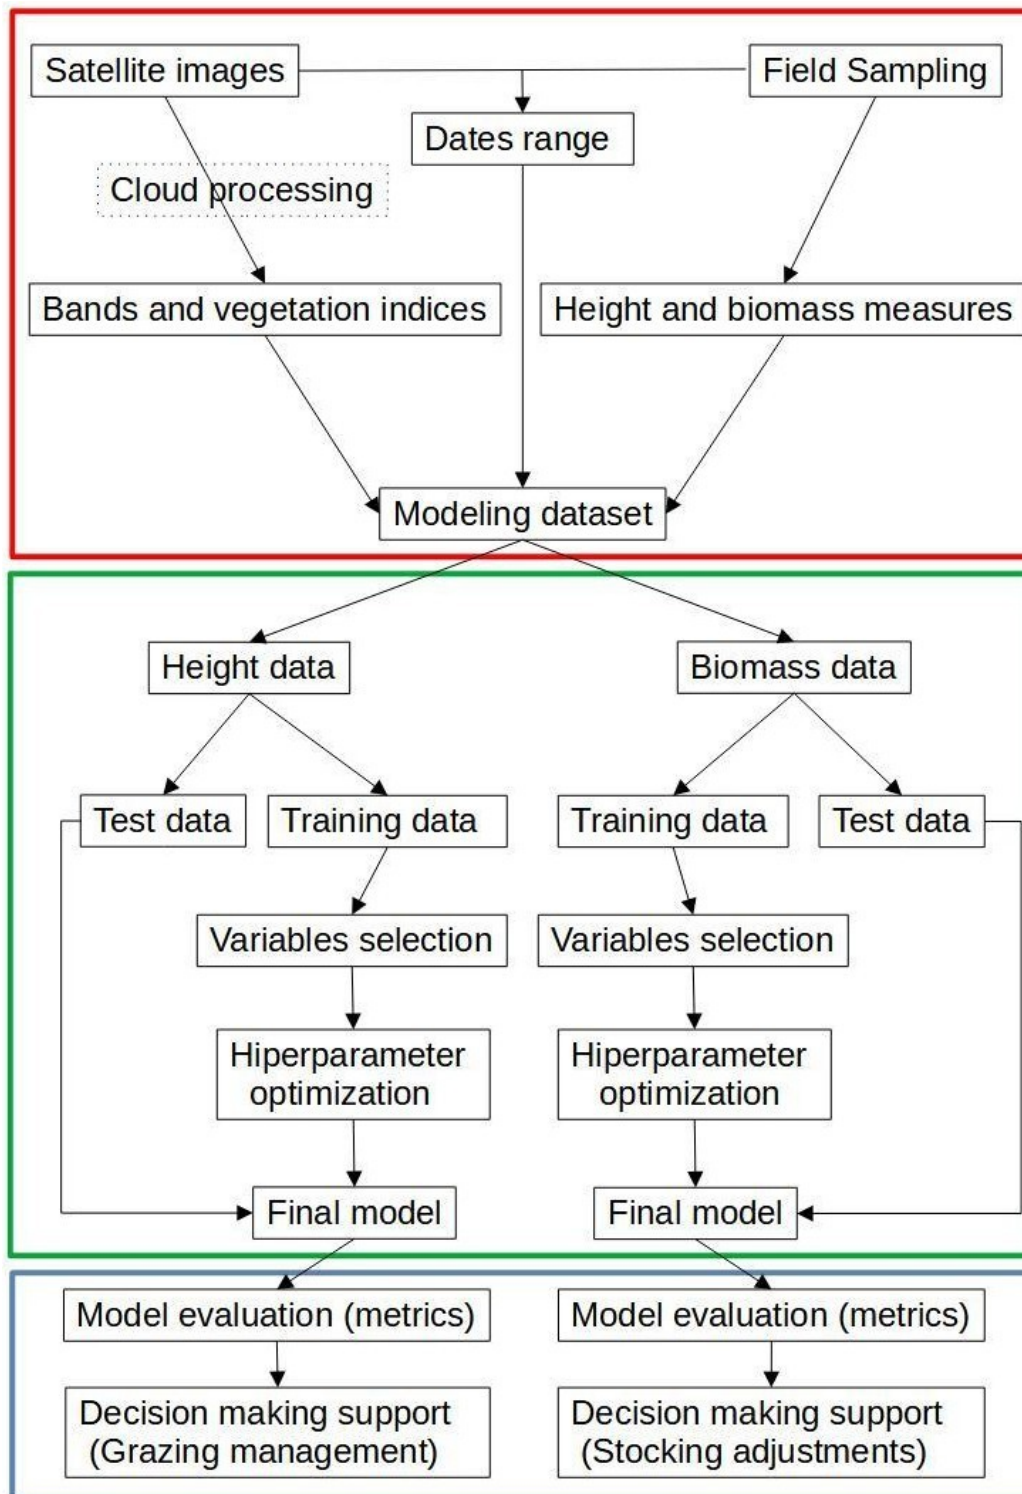 Satellite images
Field Sampling
Dates range
Cloud processing
Bands and vegetation indices
Height and biomass measures
Modeling dataset
Height data
Biomass data
Test data
Training data
Training data
Test data
Variables selection
Variables selection
Hiperparameter
optimization
Hiperparameter
optimization
Final model
Final model
Model evaluation (metrics)
Model evaluation (metrics)
Decision making support
(Grazing management)
Decision making support
(Stocking adjustments)